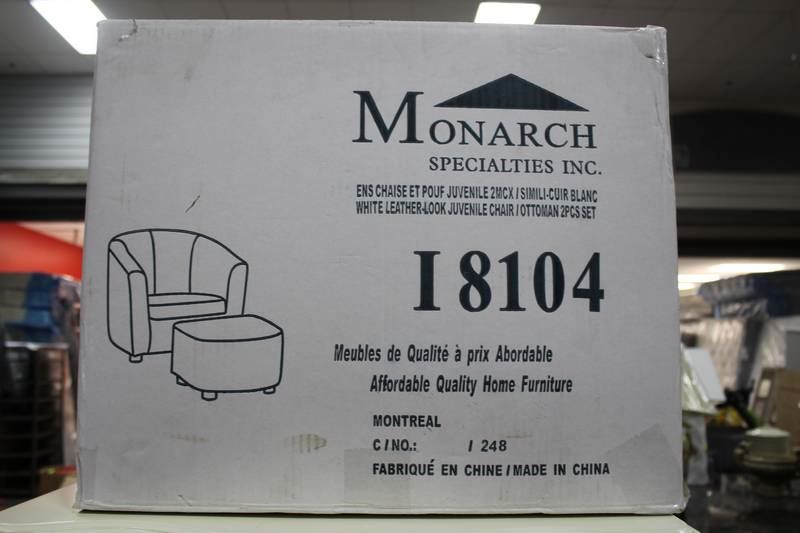 MONARCH
SPECIALTIES INC.
ENS CHAISE ET POUF JUVENILE 2MCX / SIMILI-CUIR BLANC
WHITE LEATHER-LOOK JUVENILE CHAIR / OTTOMAN 2PCS SET
I 8104
Meubles de Qualité à prix Abordable
Affordable Quality Home Furniture
MONTREAL
C / NO.: / 248
FABRIQUÉ EN CHINE / MADE IN CHINA